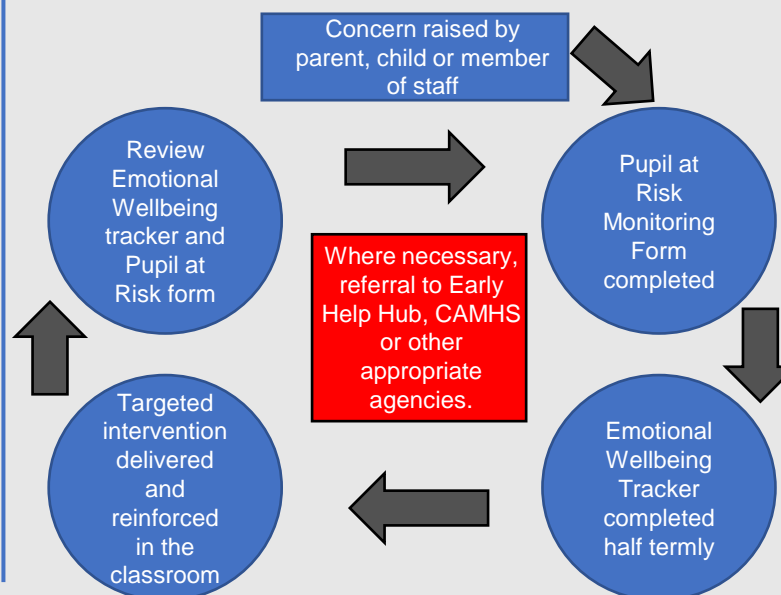 Concern raised by
parent, child or member
of staff
Review
Emotional
Wellbeing
tracker and
Pupil at
Risk form
Pupil at
Risk
Monitoring
Form
completed
Where necessary,
referral to Early
Help Hub, CAMHS
or other
appropriate
agencies.
Targeted
intervention
delivered
and
reinforced
in the
classroom
Emotional
Wellbeing
Tracker
completed
half termly